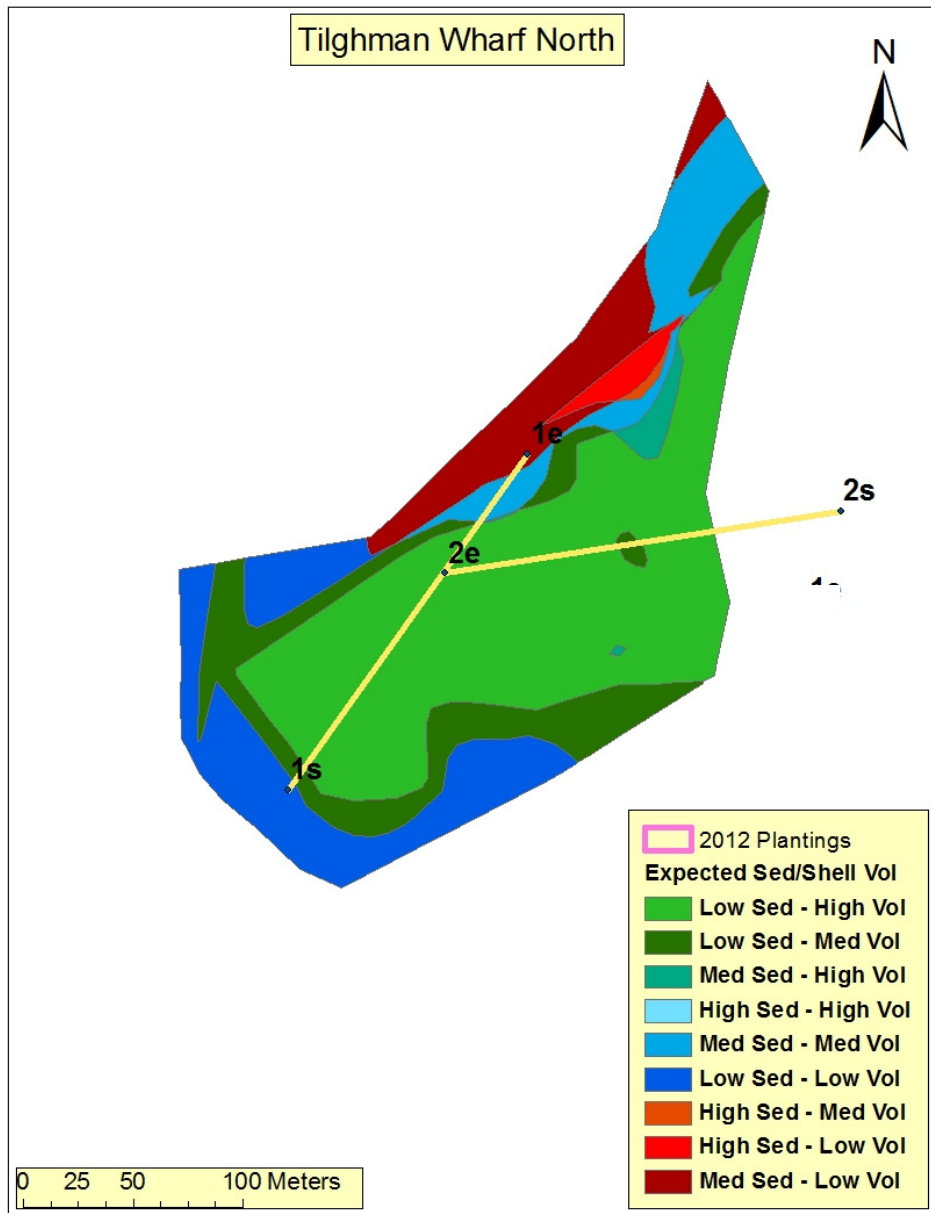 Tilghman Wharf North
N
1e
2s
2e
1s
2012 Plantings
Expected Sed/Shell Vol
Low Sed - High Vol
Low Sed - Med Vol
Med Sed - High Vol
High Sed - High Vol
Med Sed - Med Vol
Low Sed - Low Vol
High Sed - Med Vol
High Sed - Low Vol
Med Sed - Low Vol
0 25 50 100 Meters